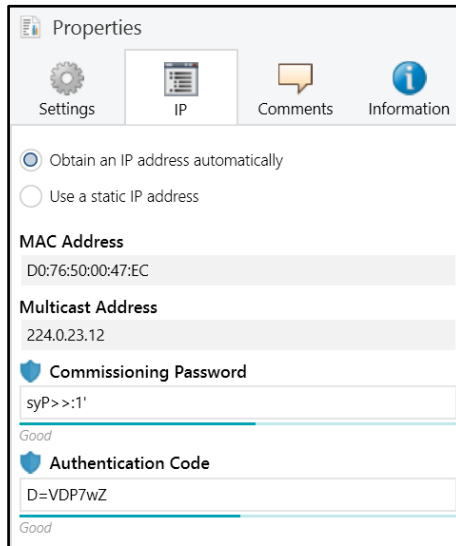 Properties
Settings IP Comments Information
Obtain an IP address automatically
Use a static IP address
MAC Address
D0:76:50:00:47:EC
Multicast Address
224.0.23.12
Commissioning Password
syP>>:1'
Good
Authentication Code
D=VDP7wZ
Good